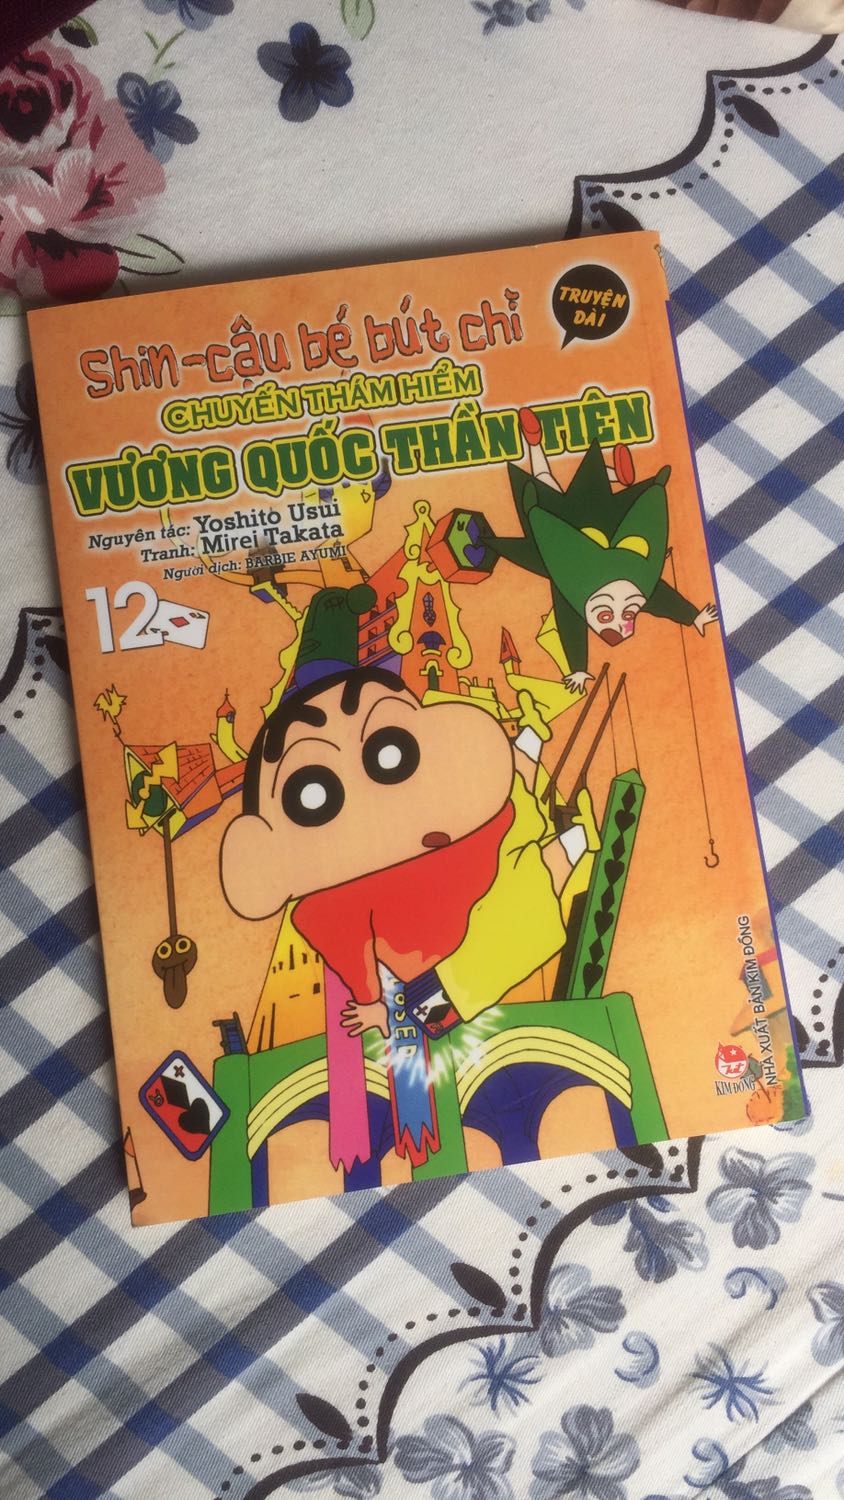 TRUYỆN
DÀI
Shin-cậu bé bút chì
CHUYẾN THÁM HIỂM
VƯƠNG QUỐC THẦN TIÊN
Nguyên tác: Yoshito Usui
Tranh: Mirei Takata
Người dịch: BARBIE AYUMI
12
LOSER
KIM ĐỒNG
NHÀ XUẤT BẢN KIM ĐỒNG